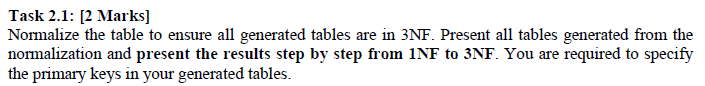 Task 2.1: [2 Marks]
Normalize the table to ensure all generated tables are in 3NF. Present all tables generated from the
normalization and present the results step by step from 1NF to 3NF. You are required to specify
the primary keys in your generated tables.